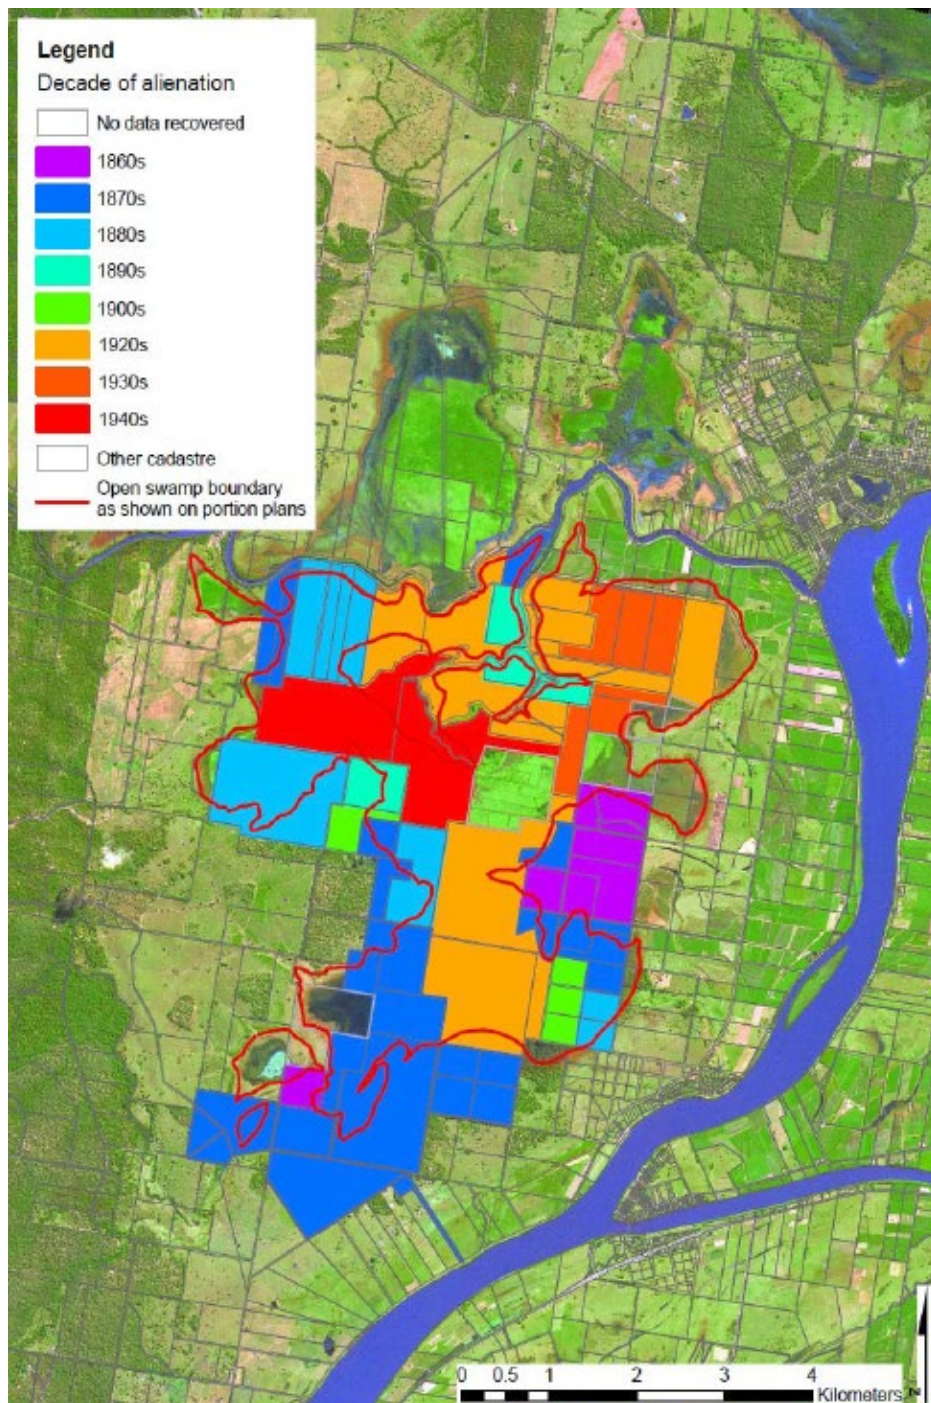 Legend
Decade of alienation
No data recovered
1860s
1870s
1880s
1890s
1900s
1920s
1930s
1940s
Other cadastre
Open swamp boundary
as shown on portion plans
0 0.5 1 2 3 4
Kilometers
N